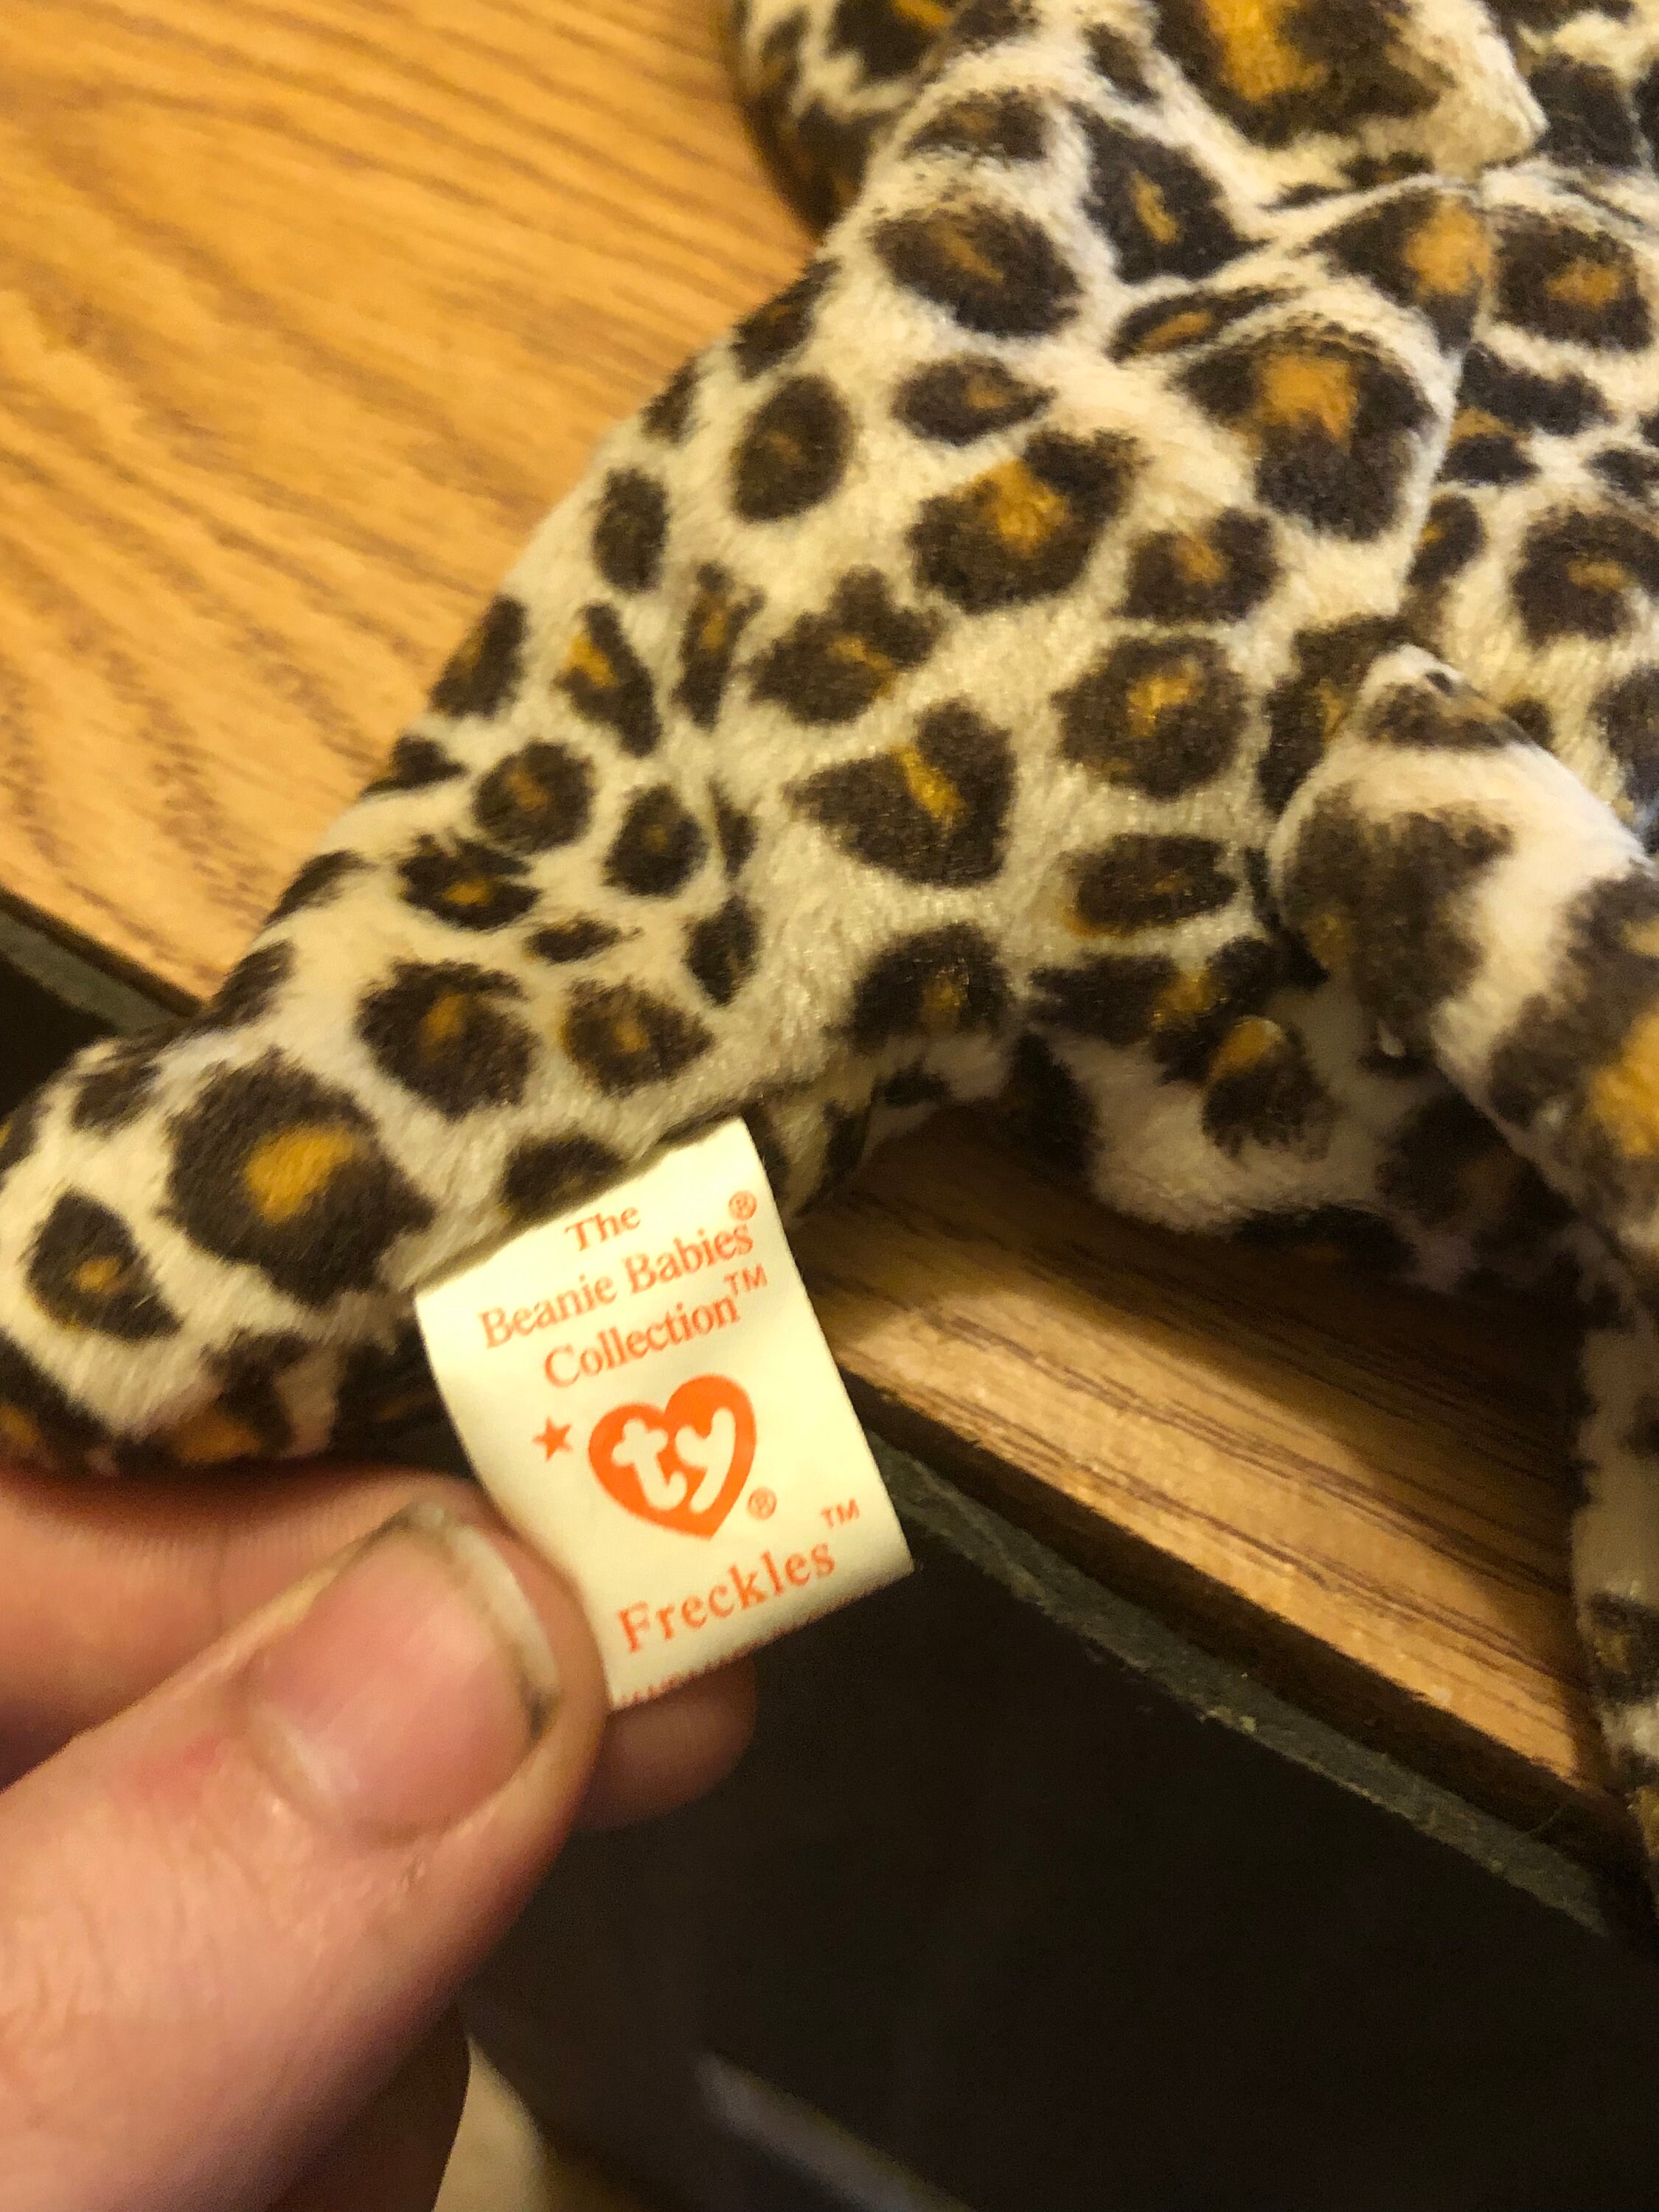 The
Beanie Babies®
Collection™
★ ty ®
Freckles™